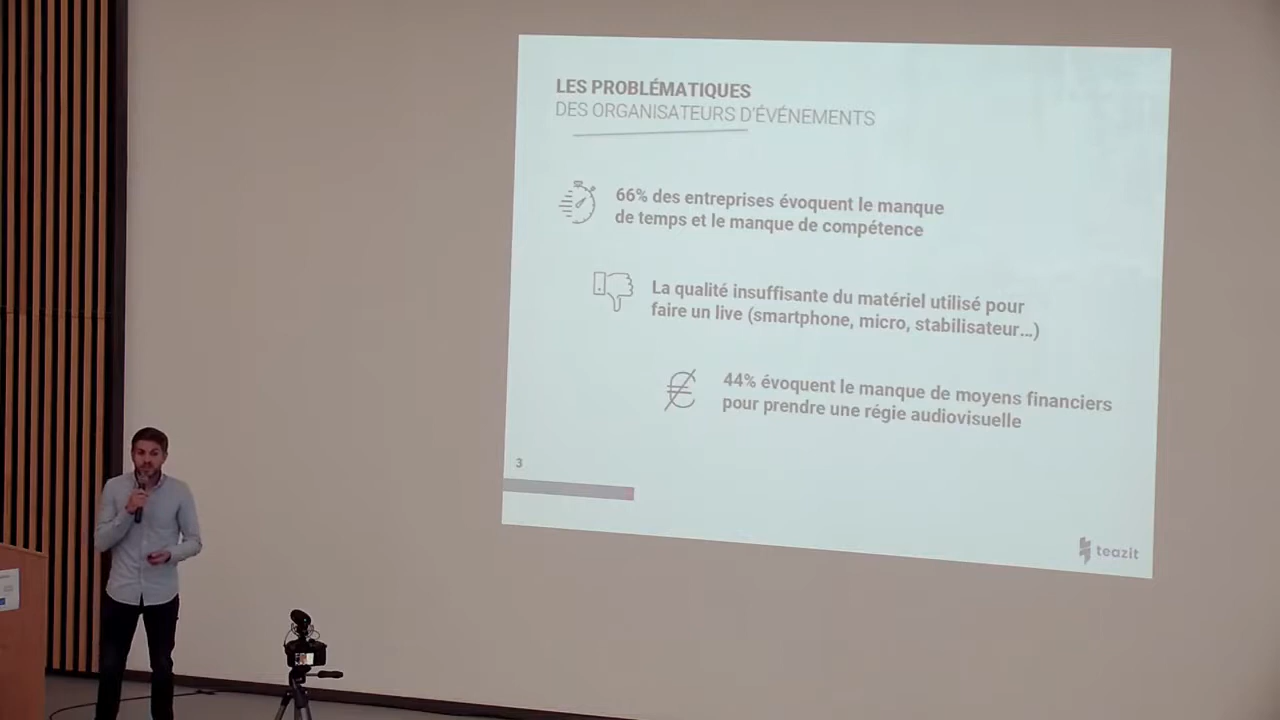 LES PROBLÉMATIQUES
DES ORGANISATEURS D'ÉVÉNEMENTS
66% des entreprises évoquent le manque
de temps et le manque de compétence
La qualité insuffisante du matériel utilisé pour
faire un live (smartphone, micro, stabilisateur...)
44% évoquent le manque de moyens financiers
pour prendre une régie audiovisuelle
3
teazit